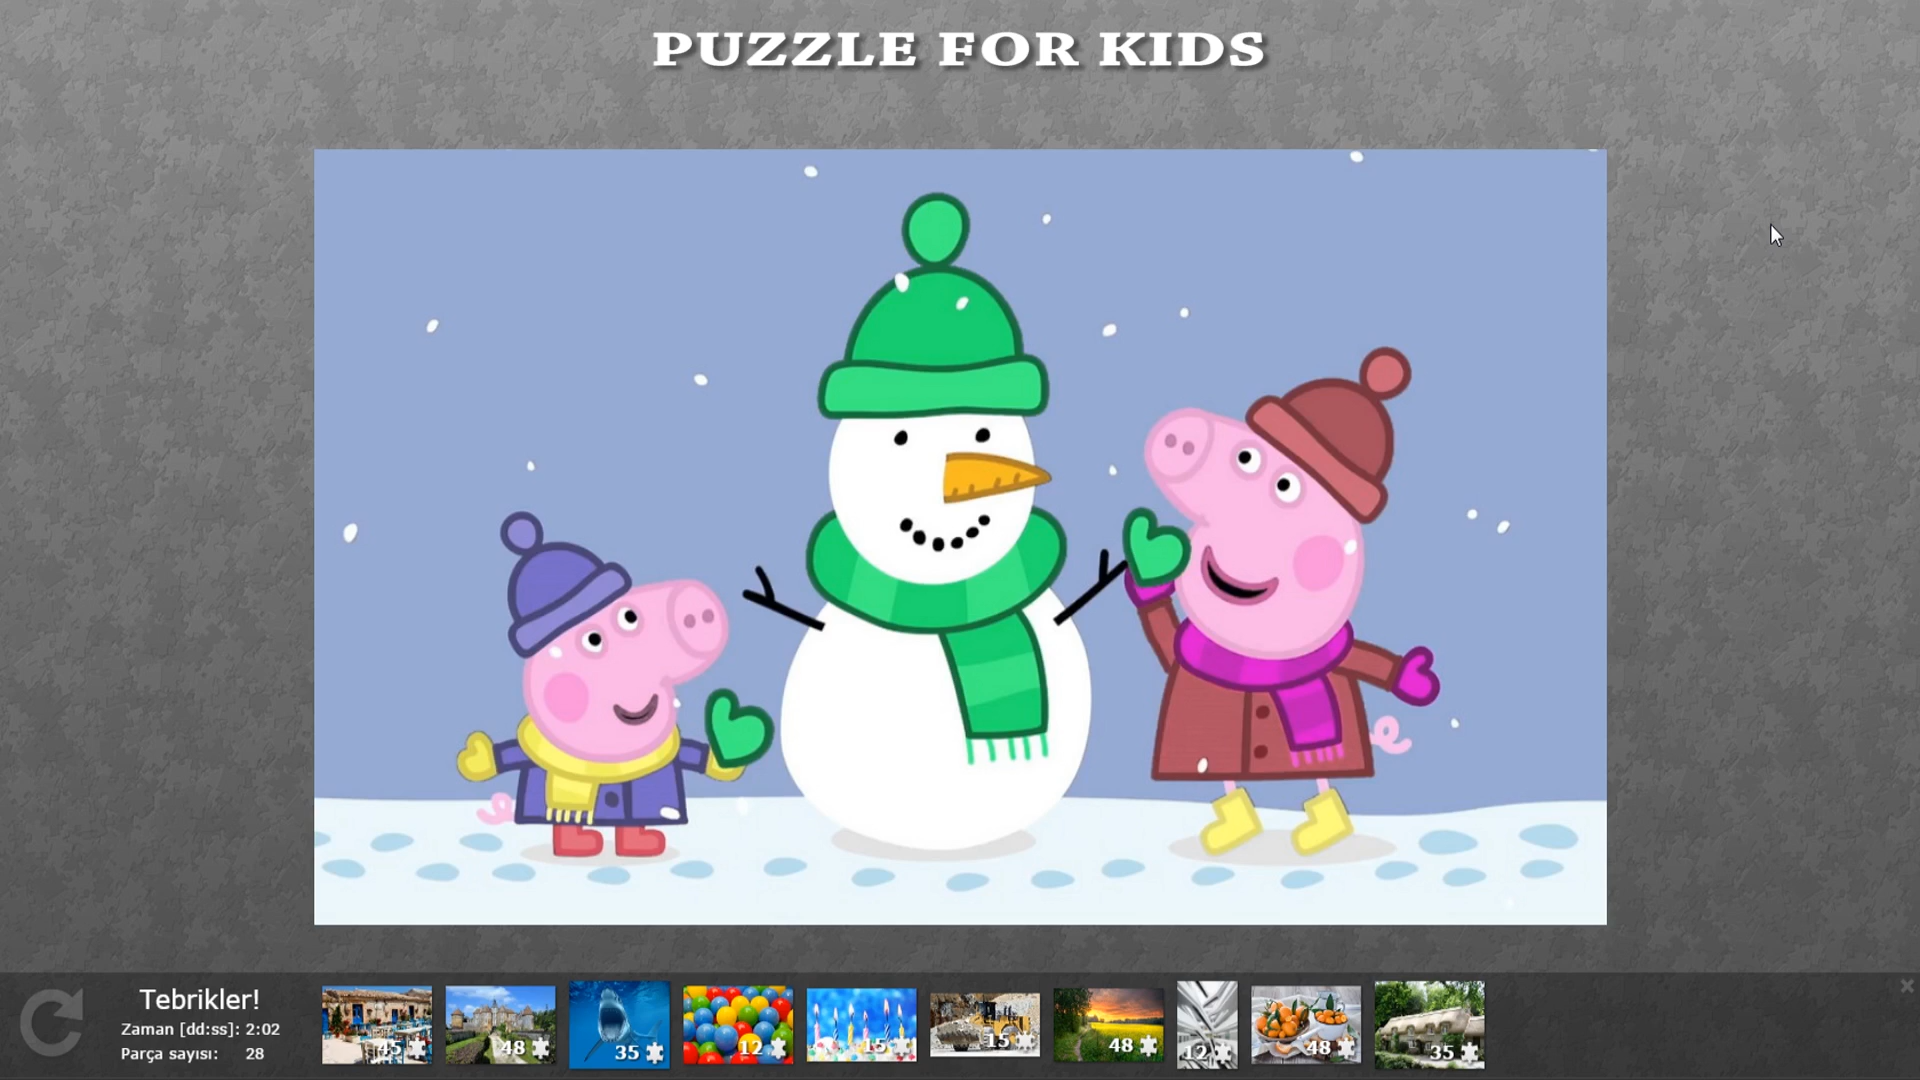 PUZZLE FOR KIDS
Tebrikler!
Zaman [dd:ss]: 2:02
Parça sayısı: 28
45
48
35
12
15
15
48
12
48
35